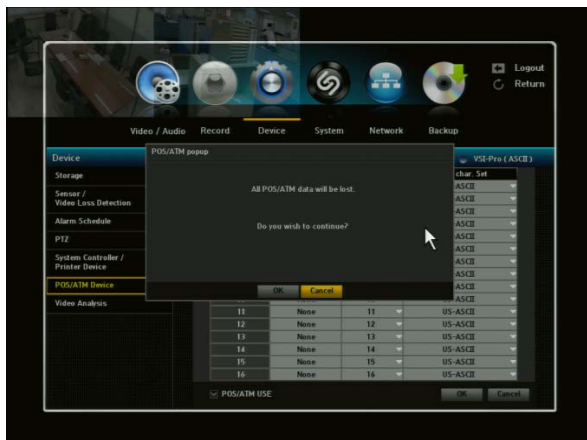 Logout
Return
Video / Audio Record Device System Network Backup
Device
VSI-Pro ( ASCII )
Storage
Sensor /
Video Loss Detection
Alarm Schedule
PTZ
System Controller /
Printer Device
POS/ATM Device
Video Analysis
POS/ATM popup
All POS/ATM data will be lost.
Do you wish to continue?
OK Cancel
char. Set
-ASCII
-ASCII
-ASCII
-ASCII
-ASCII
-ASCII
-ASCII
-ASCII
-ASCII
-ASCII
11 None 11 US-ASCII
12 None 12 US-ASCII
13 None 13 US-ASCII
14 None 14 US-ASCII
15 None 15 US-ASCII
16 None 16 US-ASCII
POS/ATM USE
OK Cancel